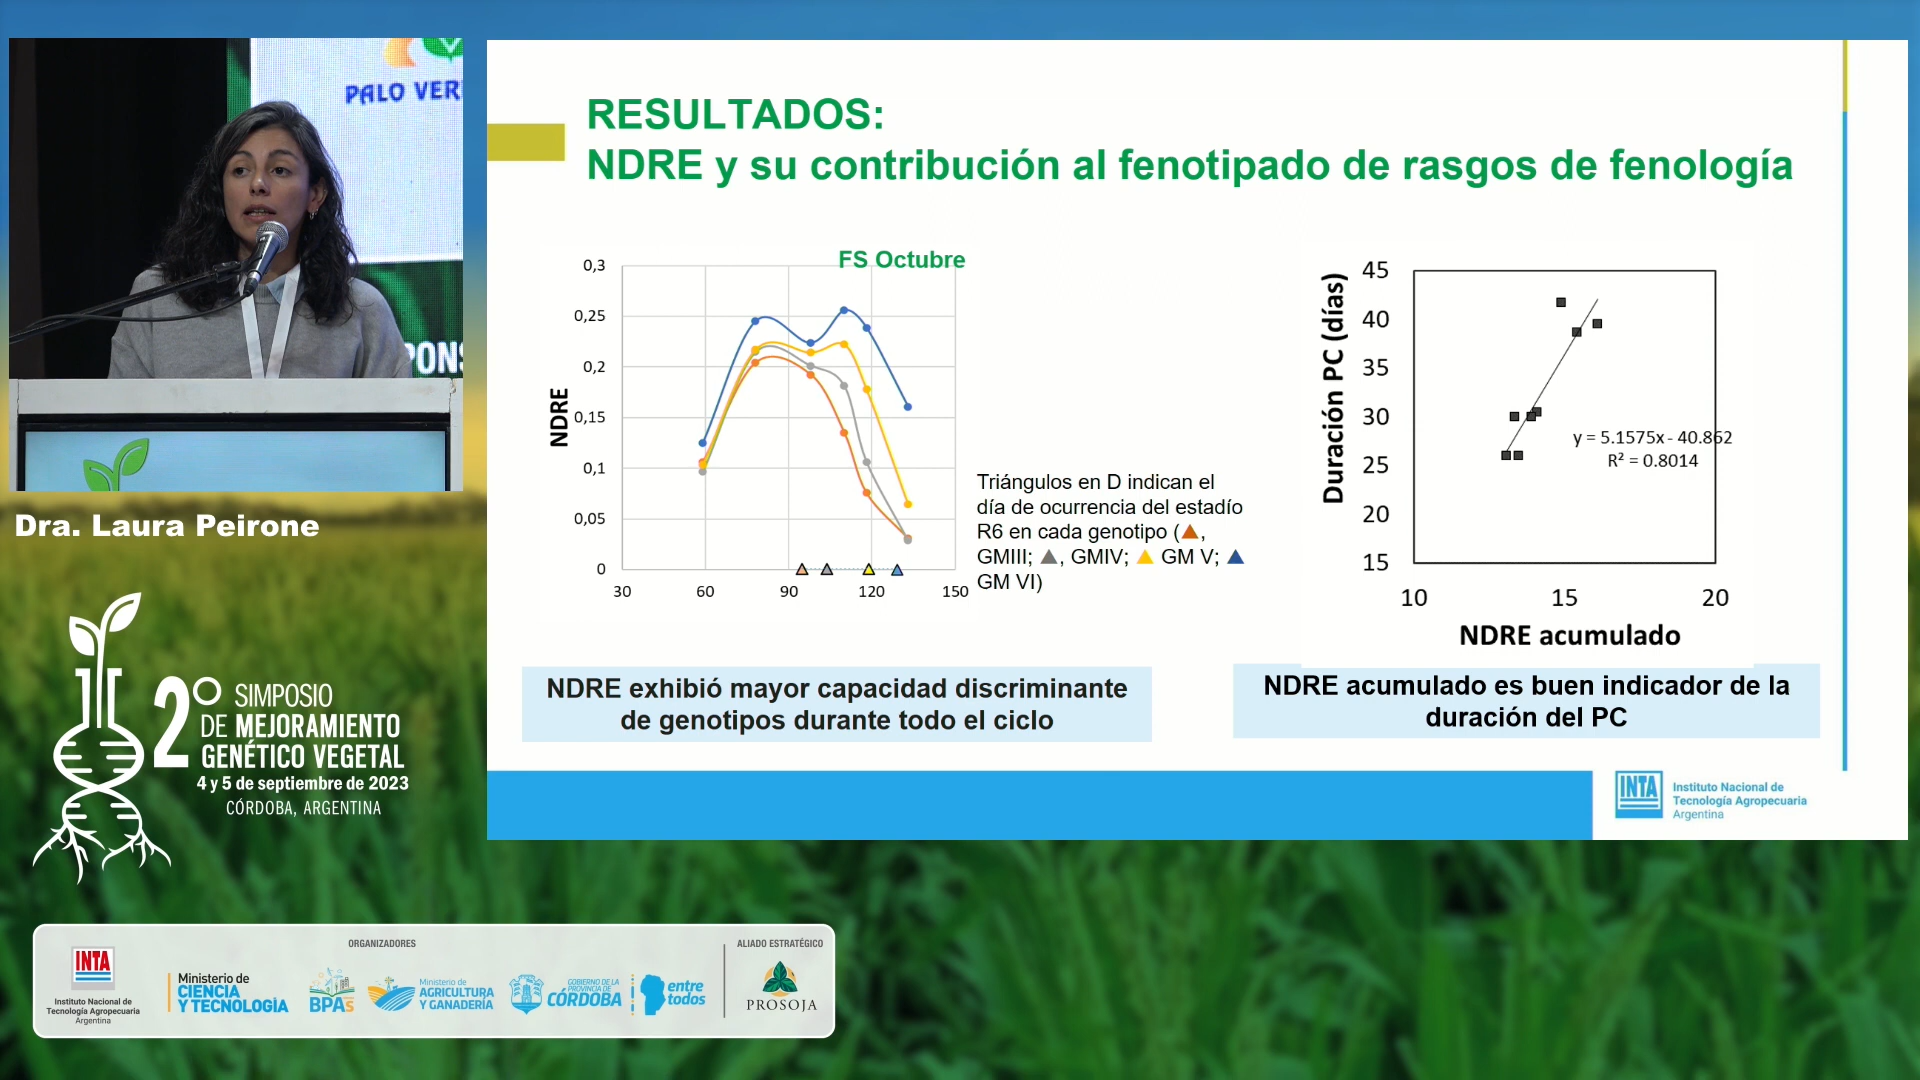 PALO VER
PONS
Dra. Laura Peirone
2° SIMPOSIO
DE MEJORAMIENTO
GENÉTICO VEGETAL
4 y 5 de septiembre de 2023
CÓRDOBA, ARGENTINA
RESULTADOS:
NDRE y su contribución al fenotipado de rasgos de fenología
FS Octubre
NDRE
0,3
0,25
0,2
0,15
0,1
0,05
0
30 60 90 120 150
Triángulos en D indican el
día de ocurrencia del estadío
R6 en cada genotipo (▲,
GMIII; ▲, GMIV; ▲ GM V; ▲
GM VI)
NDRE exhibió mayor capacidad discriminante
de genotipos durante todo el ciclo
Duración PC (días)
45
40
35
30
25
20
15
10 15 20
y = 5.1575x - 40.862
R² = 0.8014
NDRE acumulado
NDRE acumulado es buen indicador de la
duración del PC
INTA
Instituto Nacional de
Tecnología Agropecuaria
Argentina
ORGANIZADORES
INTA
Instituto Nacional de
Tecnología Agropecuaria
Argentina
Ministerio de
CIENCIA
Y TECNOLOGÍA
BPAs
Ministerio de
AGRICULTURA
Y GANADERÍA
GOBIERNO DE LA
PROVINCIA DE
CÓRDOBA
entre
todos
ALIADO ESTRATÉGICO
PROSOJA